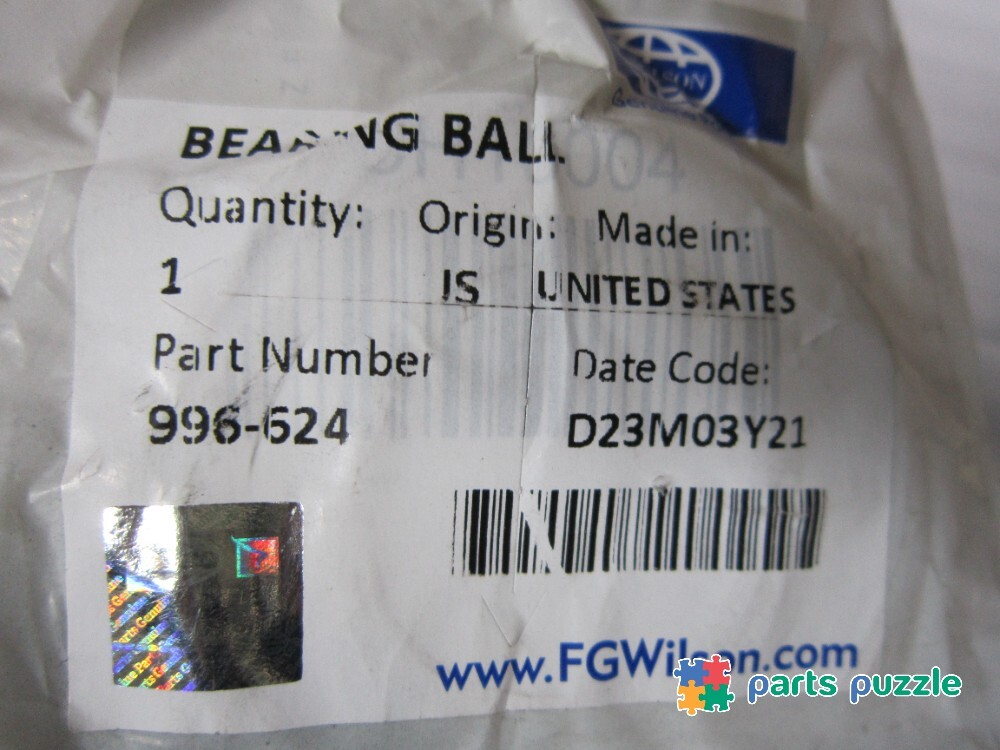 BEARING BALL
Quantity: Origin: Made in:
1 US UNITED STATES
Part Number Date Code:
996-624 D23M03Y21
www.FGWilson.com
parts puzzle